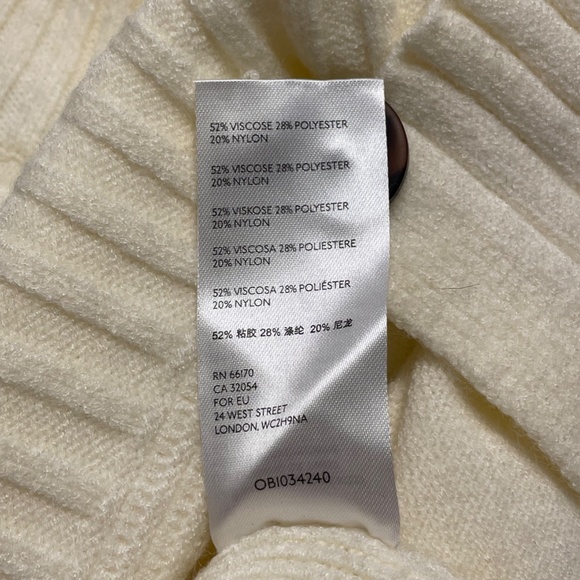 52% VISCOSE 28% POLYESTER
20% NYLON
52% VISCOSE 28% POLYESTER
20% NYLON
52% VISKOSE 28% POLYESTER
20% NYLON
52% VISCOSA 28% POLIESTERE
20% NYLON
52% VISCOSA 28% POLIÉSTER
20% NYLON
52% 粘胶 28% 涤纶 20% 尼龙
RN 66170
CA 32054
FOR EU
24 WEST STREET
LONDON, WC2H9NA
OB1034240